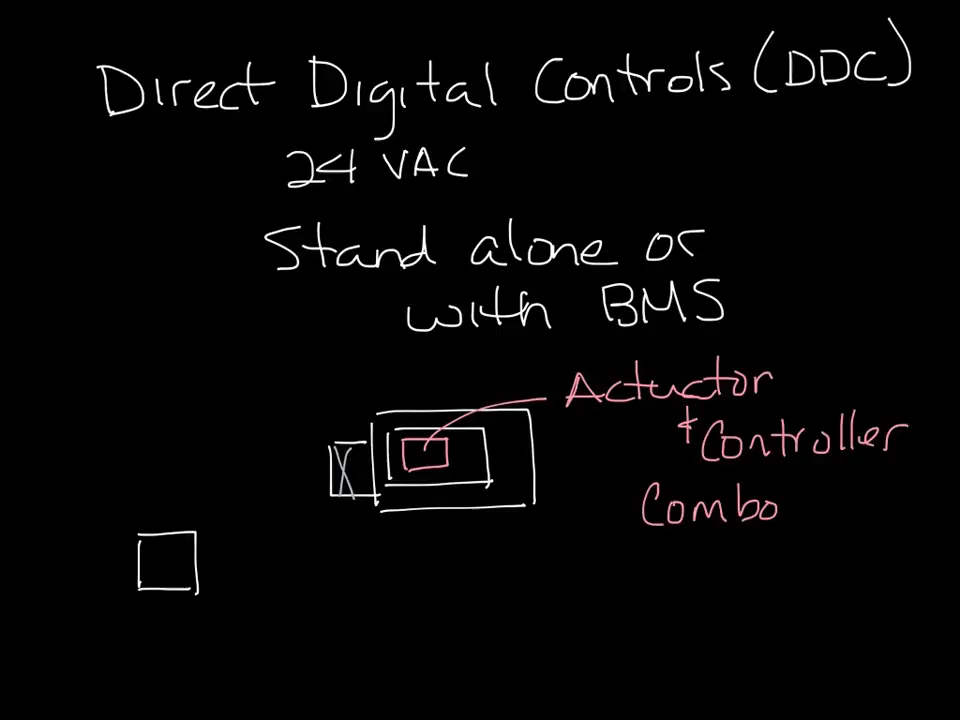 Direct Digital Controls (DDC)
24 VAC
Stand alone or
with BMS
Actuator
+ Controller
Combo